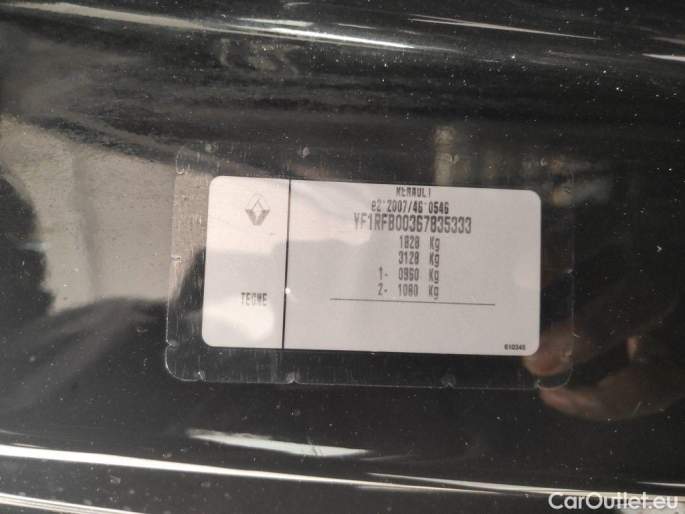 RENAULT
e2*2007/46*0546
VF1RFB00367835333
1828 Kg
3128 Kg
1- 0960 Kg
2- 1080 Kg
TECME
610345
CarOutlet.eu